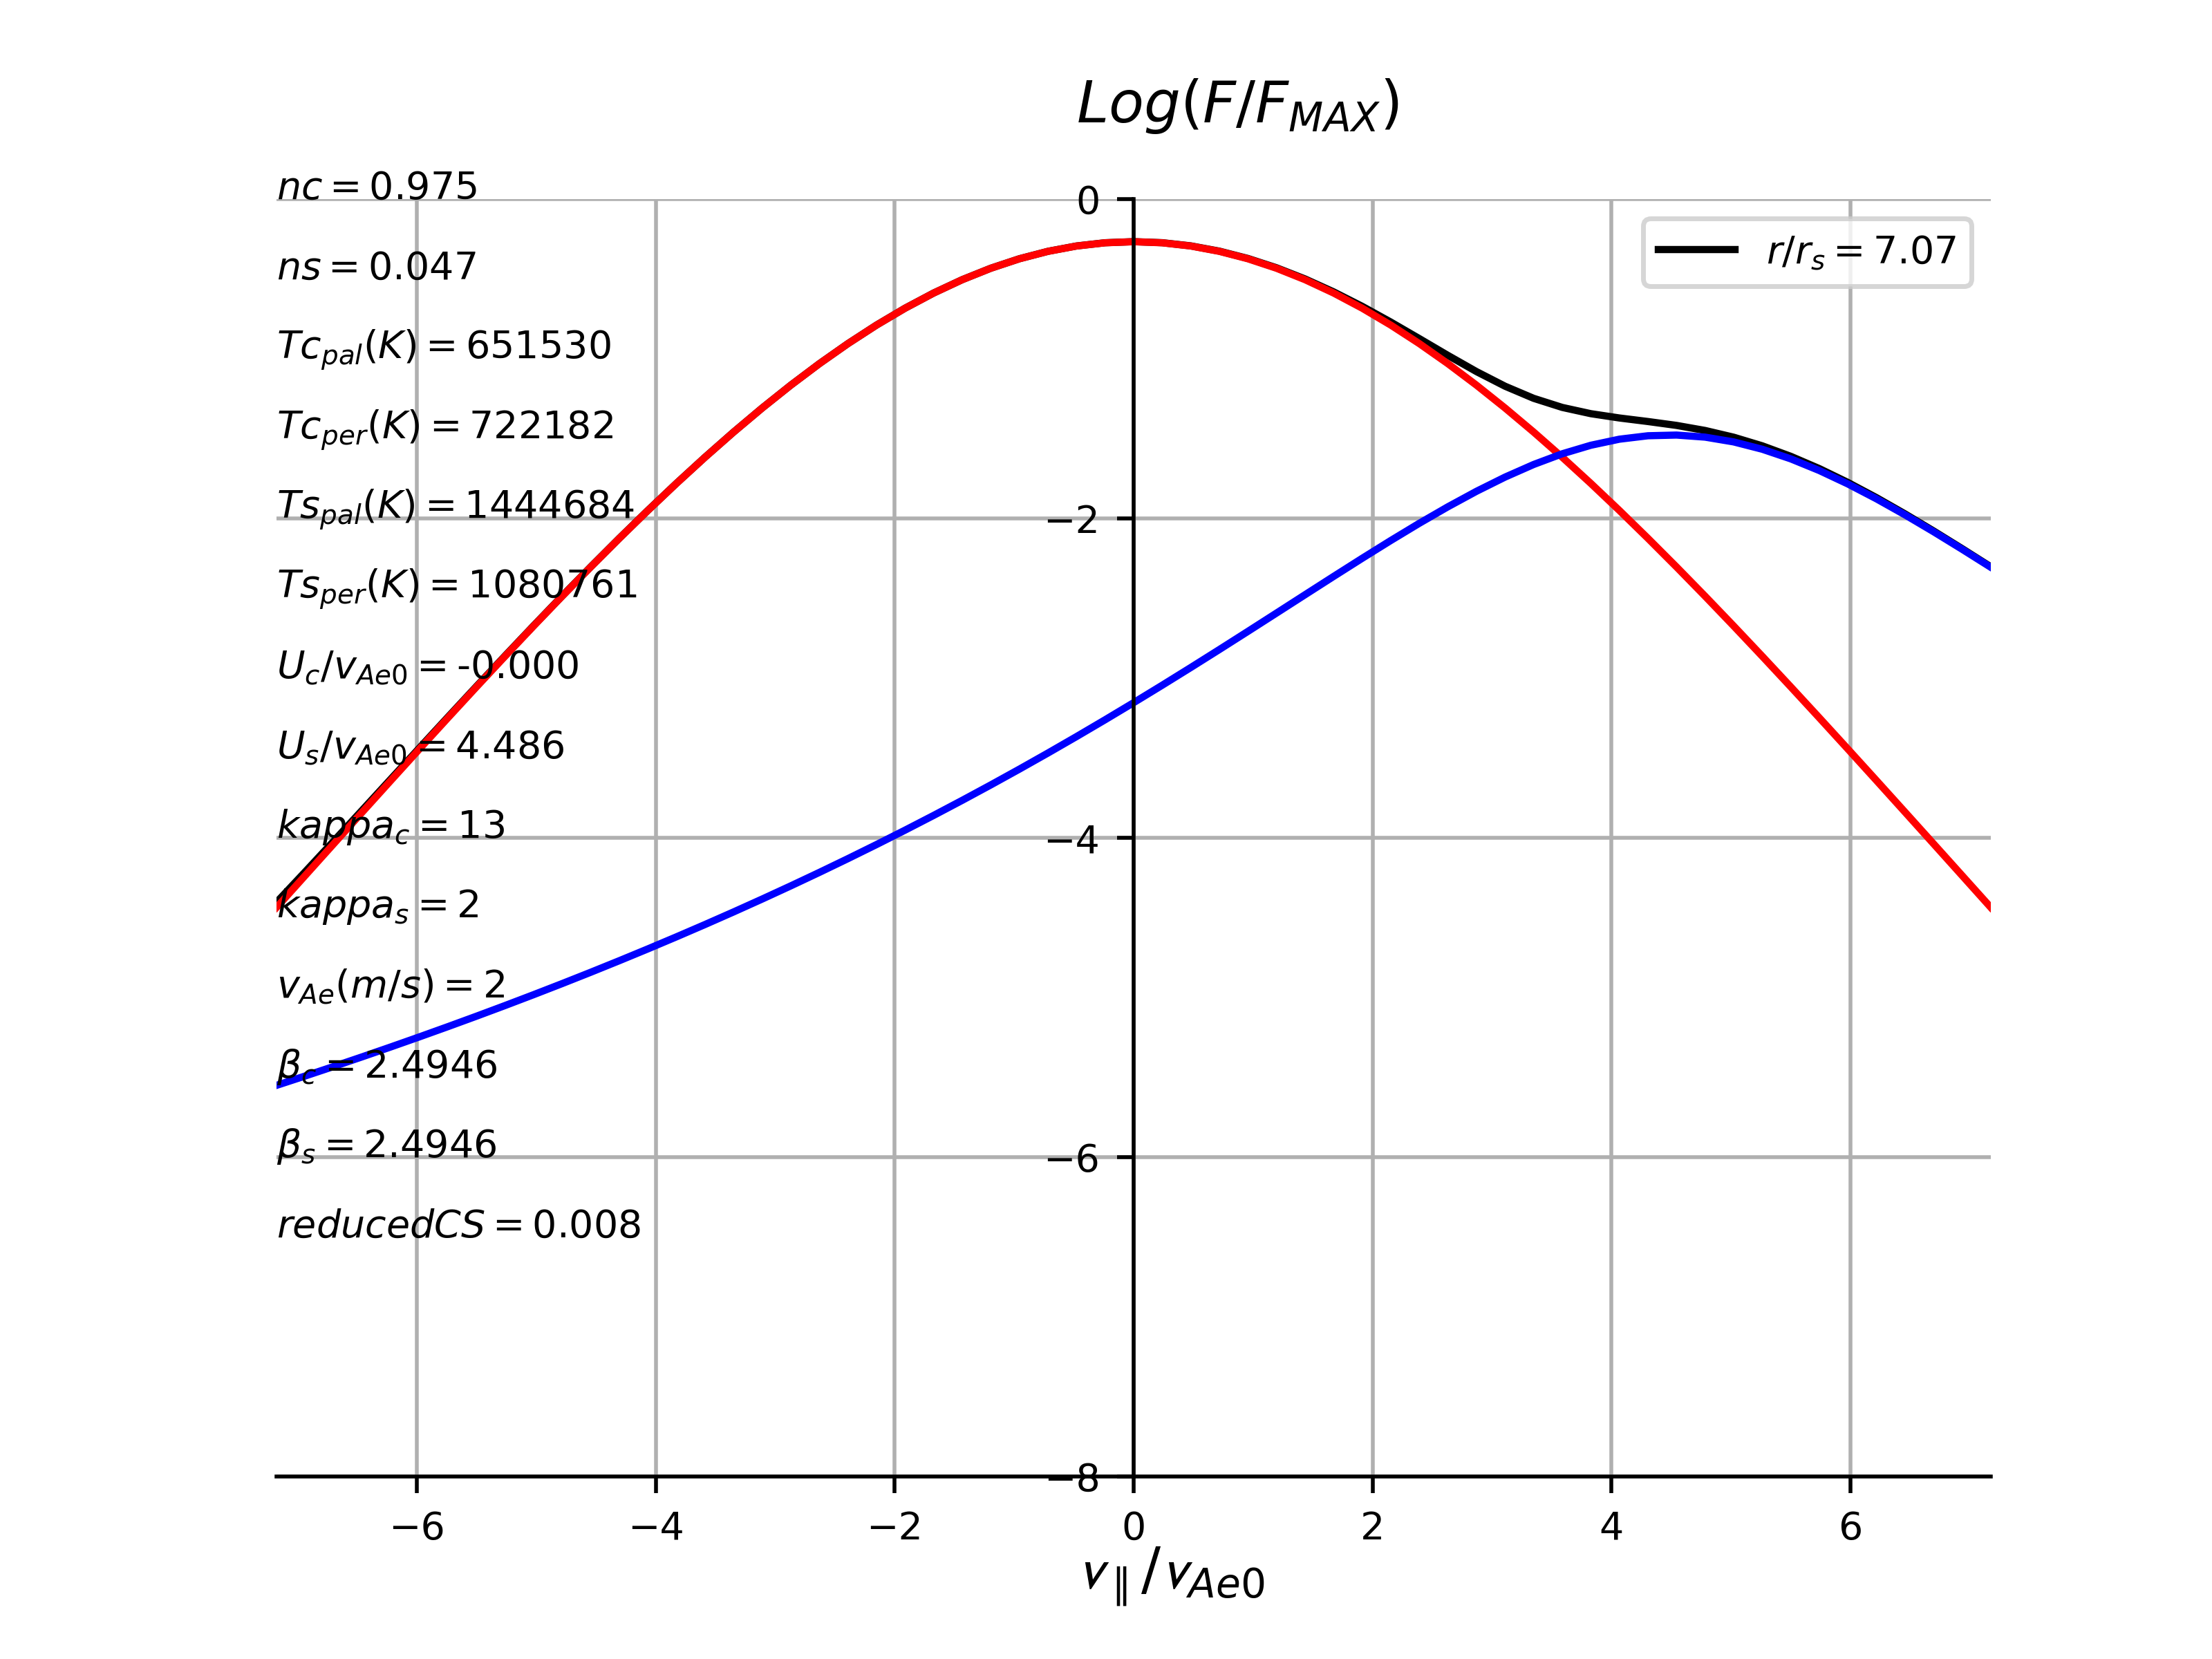 Log(F/F_MAX)
nc = 0.975
0
r/r_s = 7.07
ns = 0.047
Tc_pal(K) = 651530
Tc_per(K) = 722182
Ts_pal(K) = 1444684
−2
Ts_per(K) = 1080761
U_c/v_Ae0 = -0.000
U_s/v_Ae0 = 4.486
kappa_c = 13
−4
kappa_s = 2
v_Ae(m/s) = 2
β_c = 2.4946
β_s = 2.4946
−6
reducedCS = 0.008
−8
−6 −4 −2 0 2 4 6
v_∥/v_Ae0